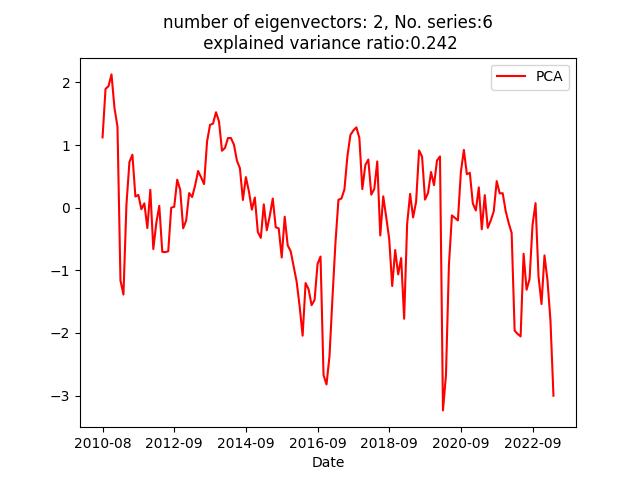 number of eigenvectors: 2, No. series:6
explained variance ratio:0.242
PCA
2
1
0
−1
−2
−3
2010-08 2012-09 2014-09 2016-09 2018-09 2020-09 2022-09
Date